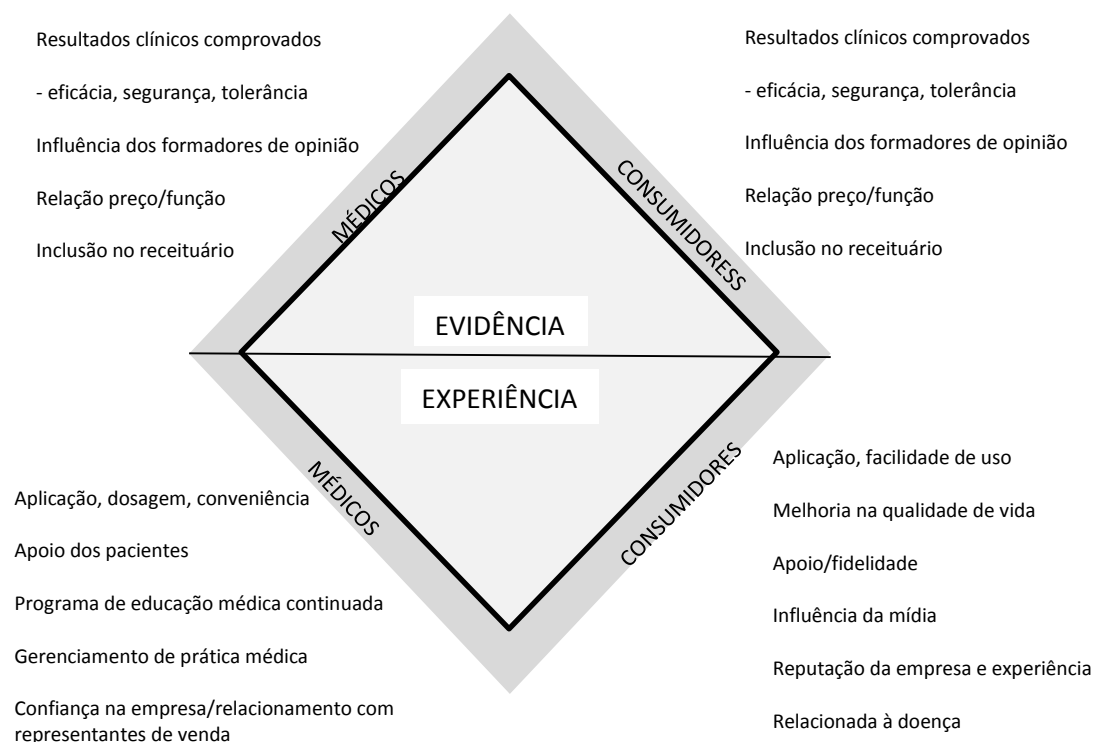 Resultados clínicos comprovados
- eficácia, segurança, tolerância
Influência dos formadores de opinião
Relação preço/função
Inclusão no receituário
MÉDICOS
CONSUMIDORESS
Resultados clínicos comprovados
- eficácia, segurança, tolerância
Influência dos formadores de opinião
Relação preço/função
Inclusão no receituário
EVIDÊNCIA
EXPERIÊNCIA
Aplicação, dosagem, conveniência
Apoio dos pacientes
Programa de educação médica continuada
Gerenciamento de prática médica
Confiança na empresa/relacionamento com
representantes de venda
MÉDICOS
CONSUMIDORES
Aplicação, facilidade de uso
Melhoria na qualidade de vida
Apoio/fidelidade
Influência da mídia
Reputação da empresa e experiência
Relacionada à doença